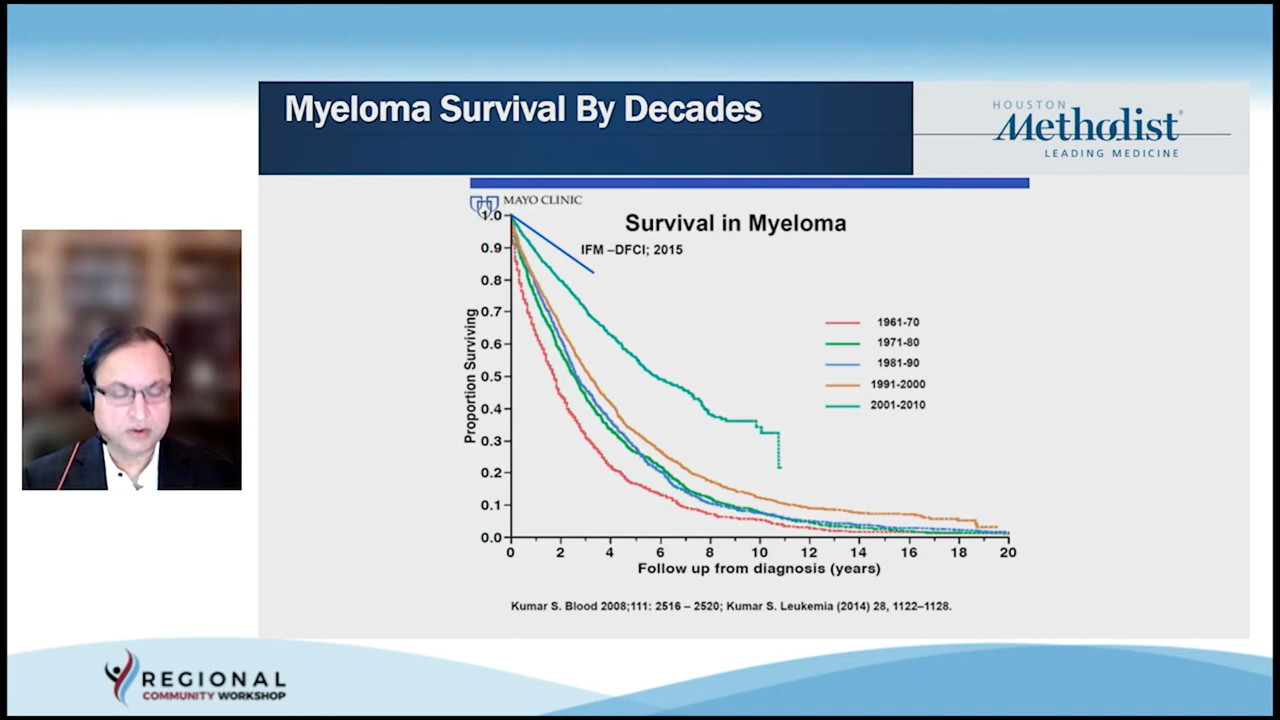 Myeloma Survival By Decades
HOUSTON
Methodist®
LEADING MEDICINE
MAYO CLINIC
Survival in Myeloma
IFM –DFCI; 2015
1.0
0.9
0.8
0.7
0.6
0.5
0.4
0.3
0.2
0.1
0.0
Proportion Surviving
1961-70
1971-80
1981-90
1991-2000
2001-2010
0 2 4 6 8 10 12 14 16 18 20
Follow up from diagnosis (years)
Kumar S. Blood 2008;111: 2516 – 2520; Kumar S. Leukemia (2014) 28, 1122–1128.
REGIONAL
COMMUNITY WORKSHOP